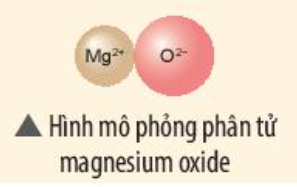 Mg²⁺ O²⁻
▲ Hình mô phỏng phân tử
magnesium oxide